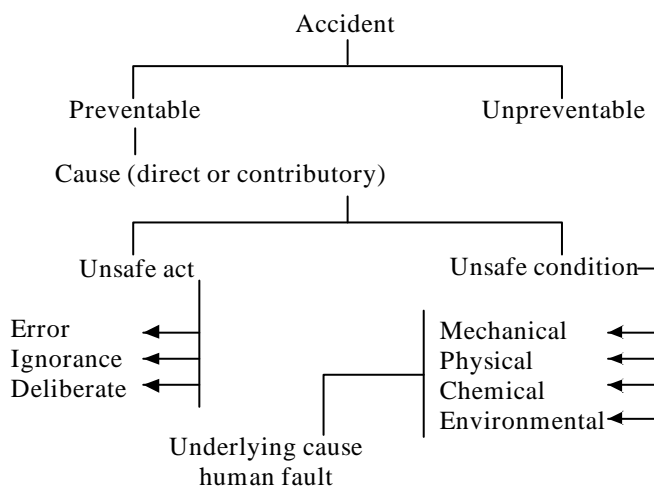 Accident
Preventable
Unpreventable
Cause (direct or contributory)
Unsafe act
Unsafe condition
Error
Ignorance
Deliberate
Mechanical
Physical
Chemical
Environmental
Underlying cause
human fault